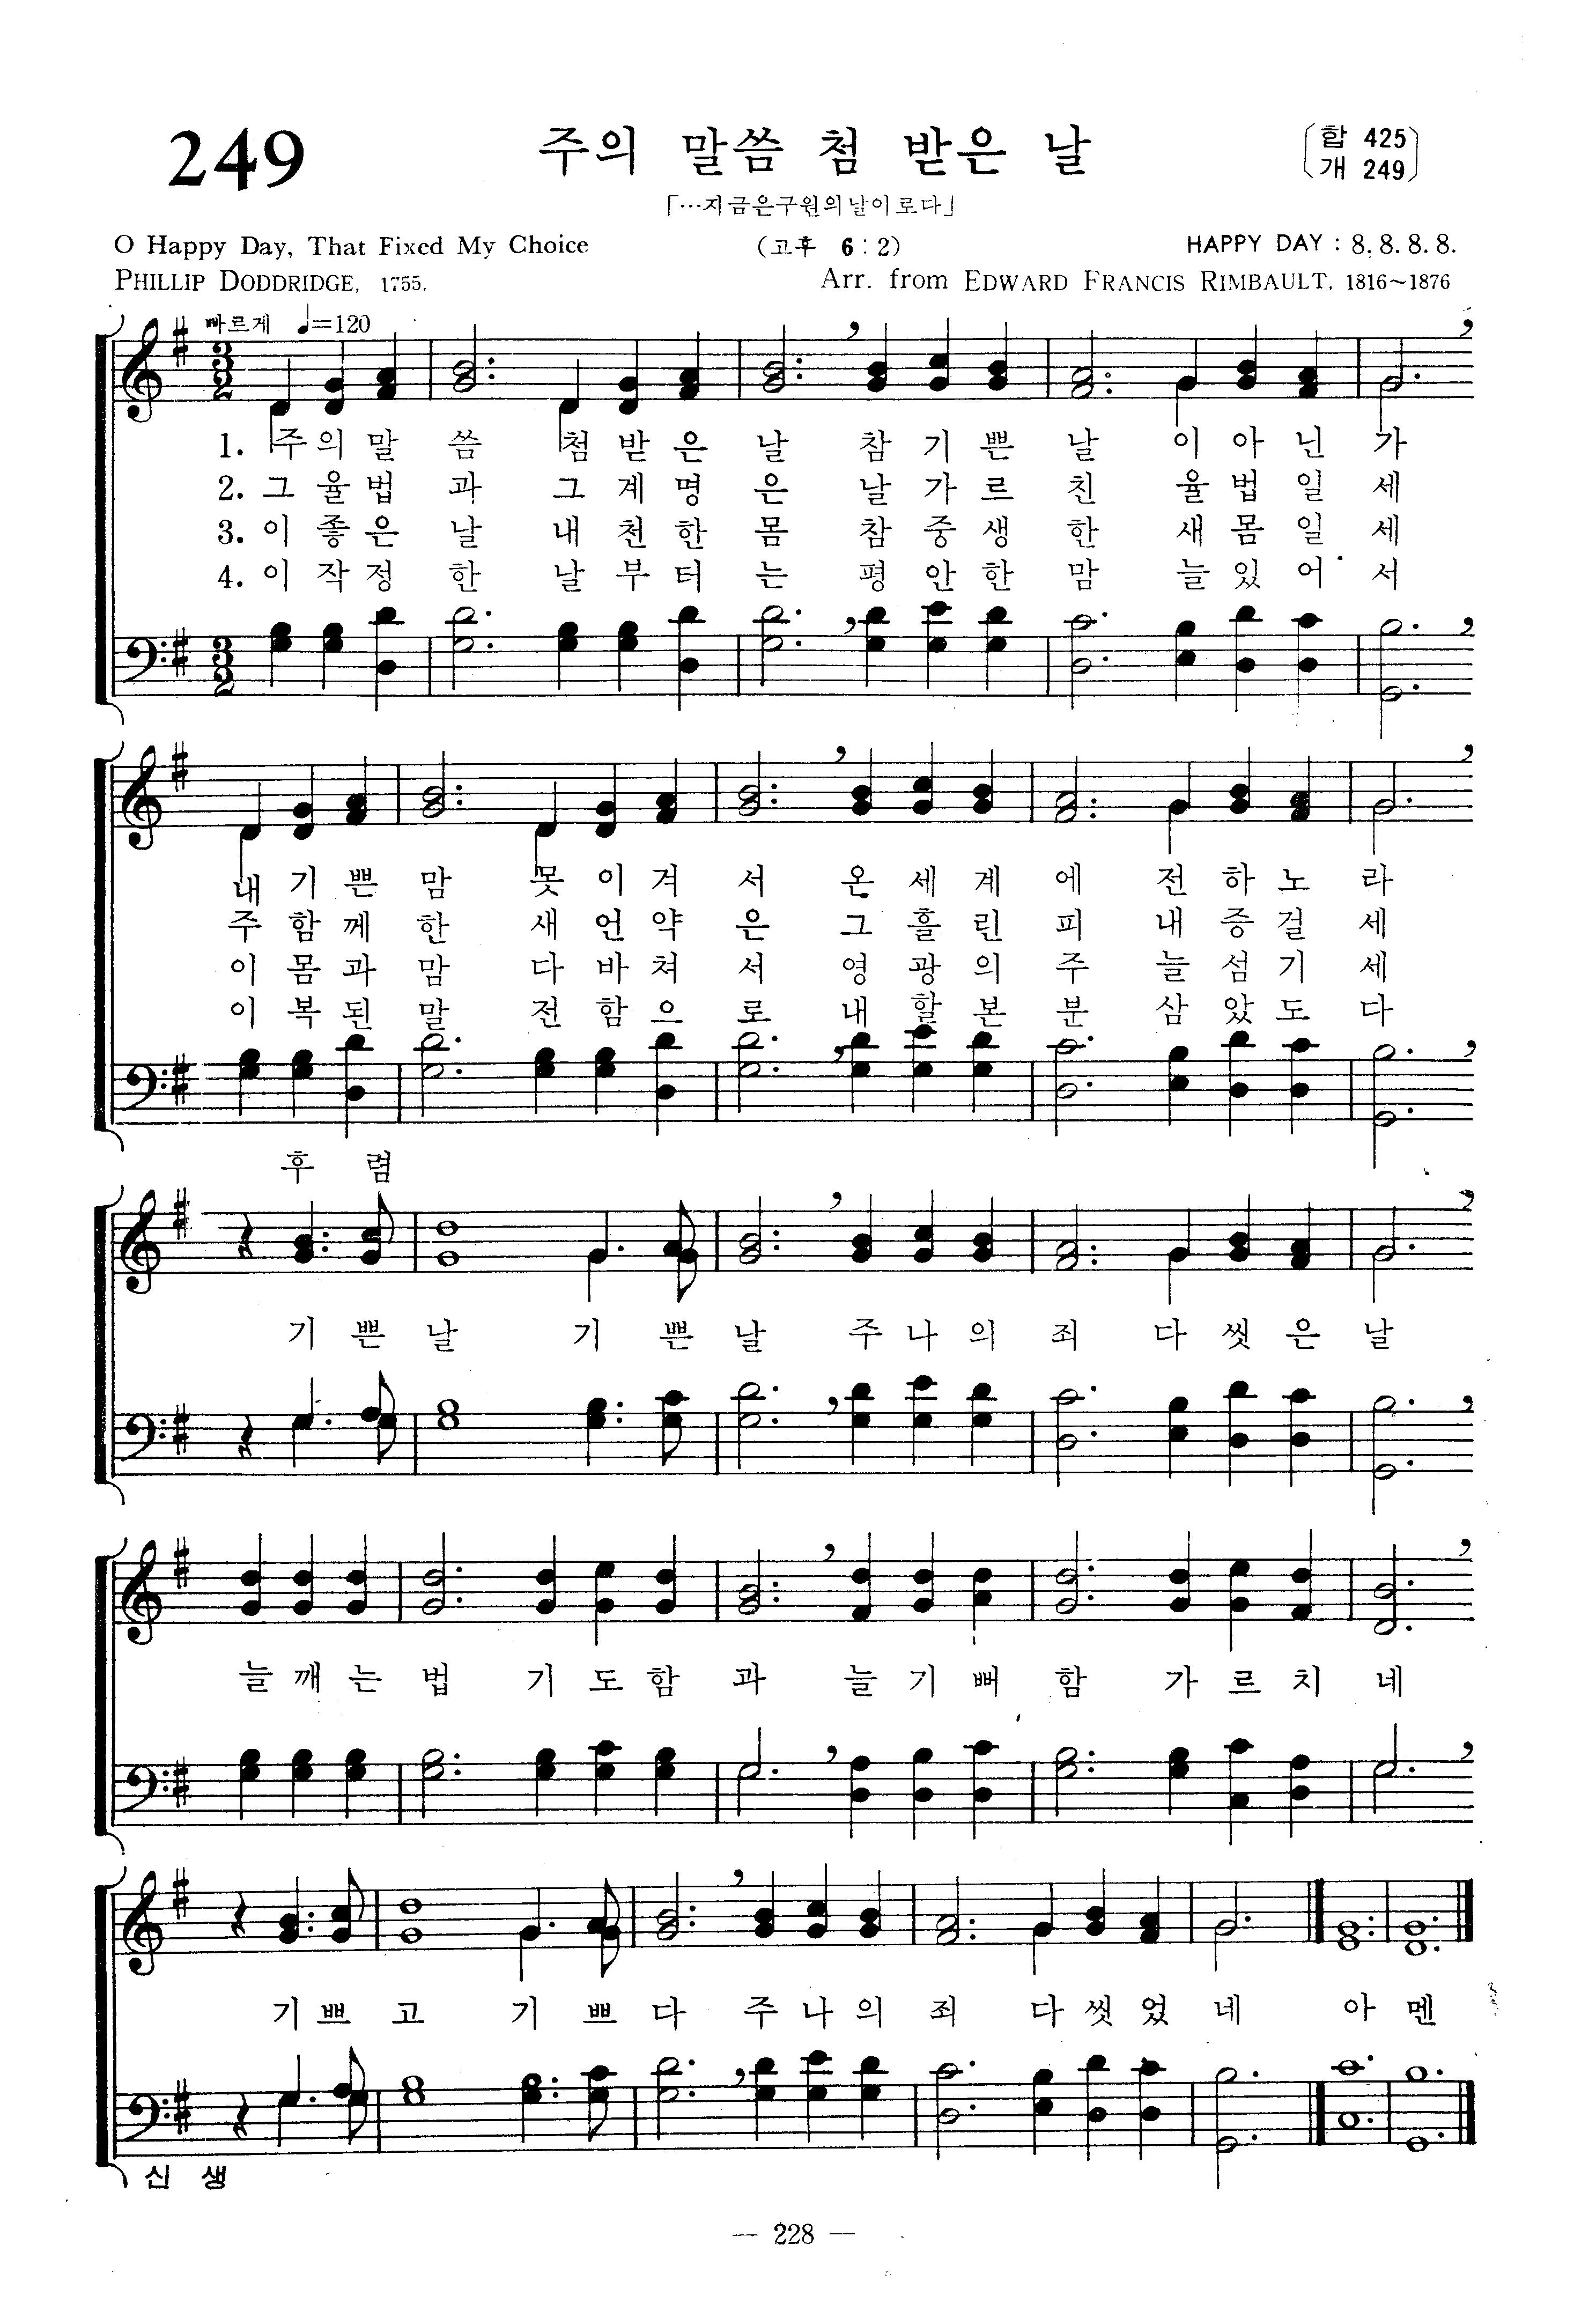 249
주의 말씀 첨 받은 날
합 425
개 249
「…지금은구원의날이로다」
O Happy Day, That Fixed My Choice
(고후 6 : 2)
HAPPY DAY : 8. 8. 8. 8.
PHILLIP DODDRIDGE, 1755.
Arr. from EDWARD FRANCIS RIMBAULT, 1816~1876
빠르게 ♩=120
1. 주의말 씀 첨받은 날 참기쁜 날 이아닌 가
2. 그율법 과 그계명 은 날가르 친 율법일 세
3. 이좋은 날 내천한 몸 참중생 한 새몸일 세
4. 이작정 한 날부터 는 평안한 맘 늘있어 서
내기쁜 맘 못이겨 서 온세계 에 전하노 라
주함께 한 새언약 은 그흘린 피 내증걸 세
이몸과 맘 다바쳐 서 영광의 주 늘섬기 세
이복된 말 전함으 로 내할본 분 삼았도 다
후 렴
기쁜 날 기쁜 날 주나의 죄 다씻은 날
늘깨는 법 기도함 과 늘기뻐 함 가르치 네
기쁘 고 기쁘 다 주나의 죄 다씻었 네 아 멘
신 생
— 228 —